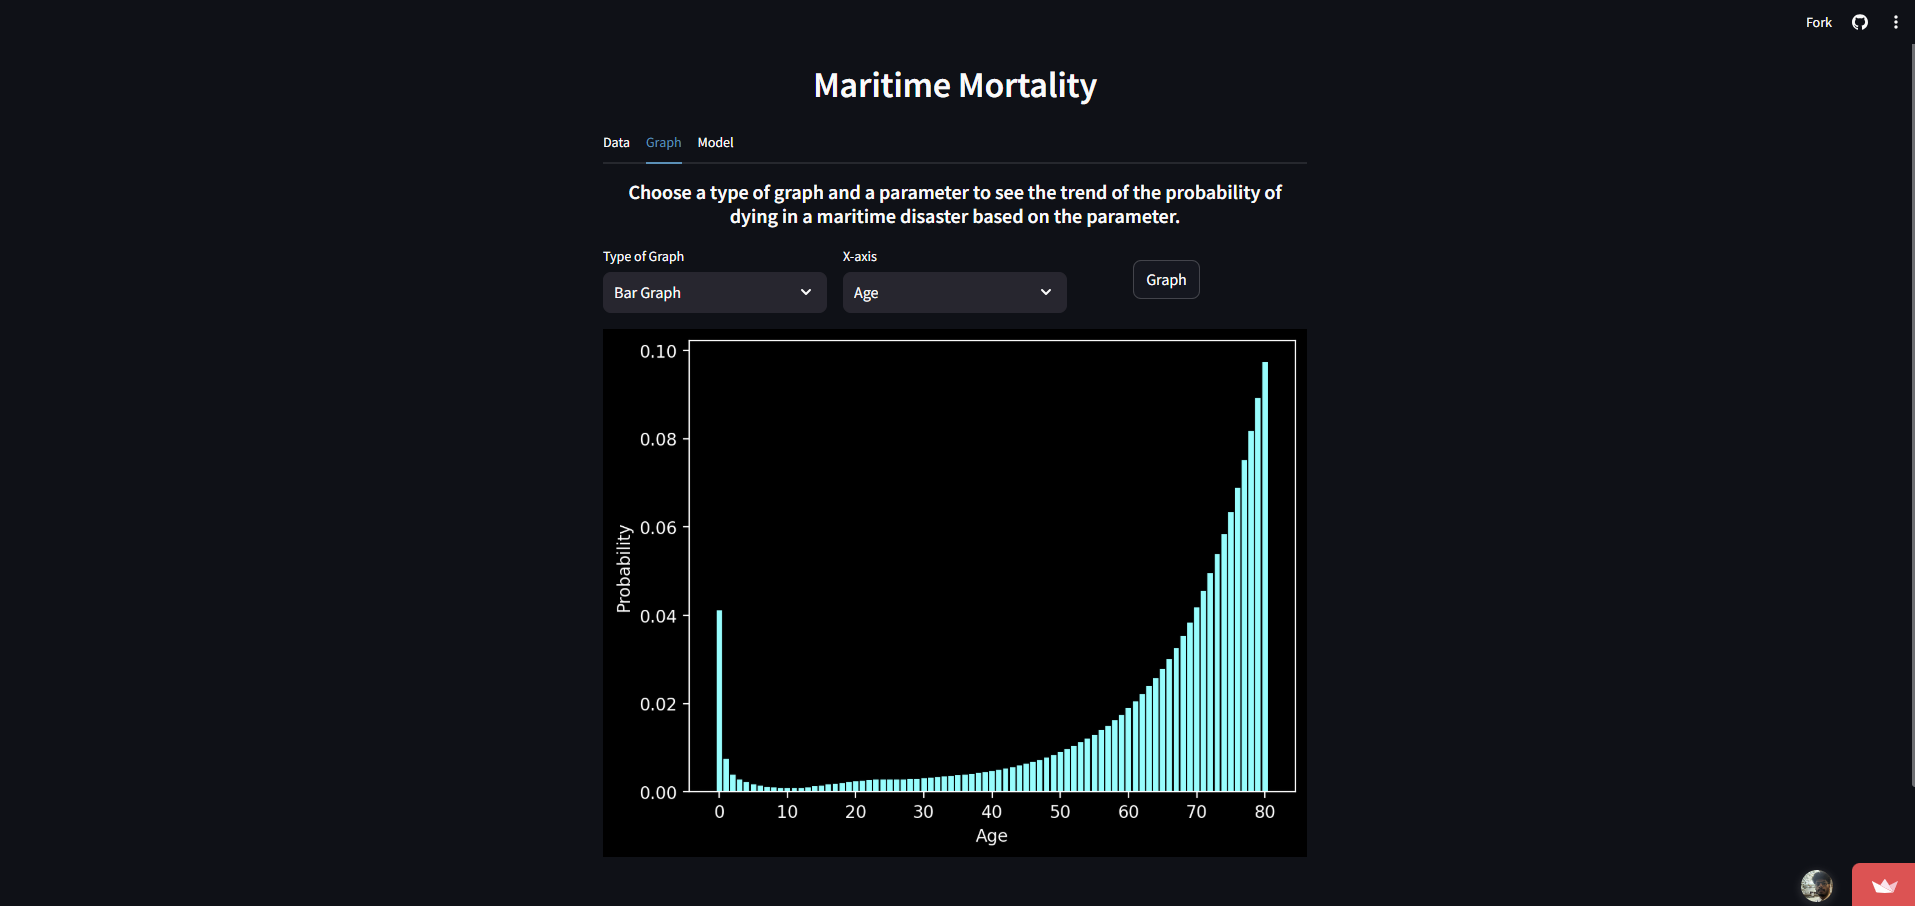 Fork
Maritime Mortality
Data Graph Model
Choose a type of graph and a parameter to see the trend of the probability of
dying in a maritime disaster based on the parameter.
Type of Graph
X-axis
Bar Graph
Age
Graph
0.10
0.08
0.06
0.04
0.02
0.00
Probability
0 10 20 30 40 50 60 70 80
Age